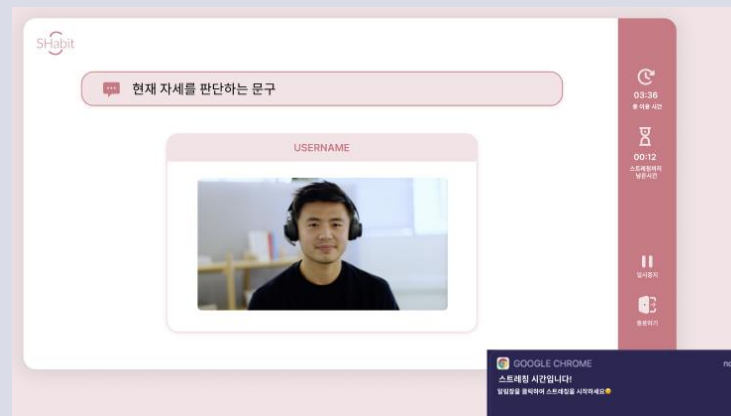 SHabit
현재 자세를 판단하는 문구
USERNAME
03:36
총 이용 시간
00:12
스트레칭까지
남은시간
일시중지
종료하기
GOOGLE CHROME
스트레칭 시간입니다!
알림창을 클릭하여 스트레칭을 시작하세요😊